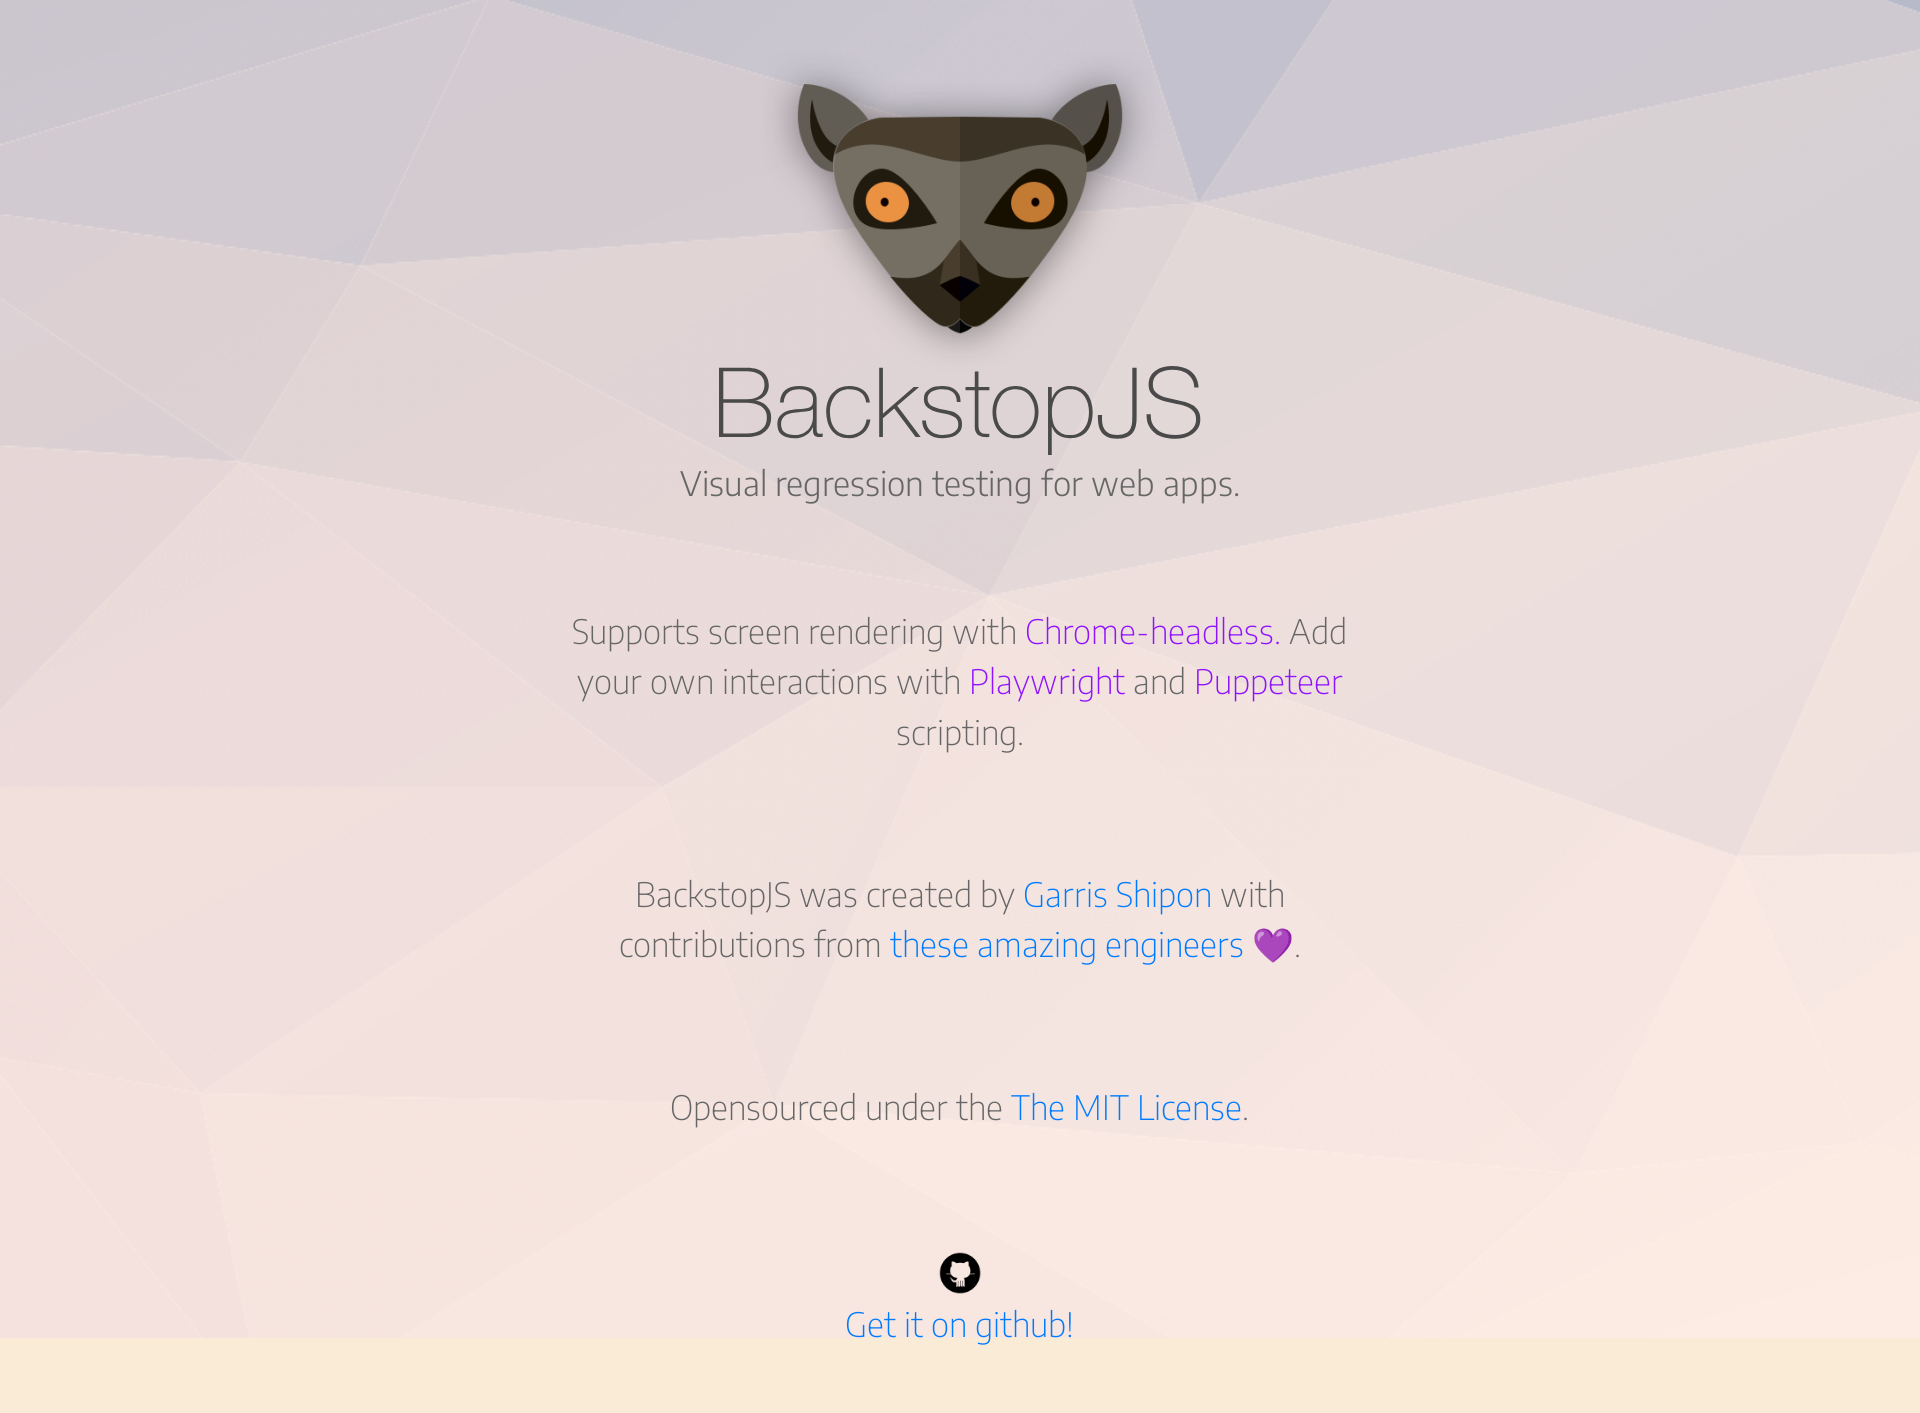 BackstopJS
Visual regression testing for web apps.
Supports screen rendering with Chrome-headless. Add
your own interactions with Playwright and Puppeteer
scripting.
BackstopJS was created by Garris Shipon with
contributions from these amazing engineers 💜.
Opensourced under the The MIT License.
Get it on github!